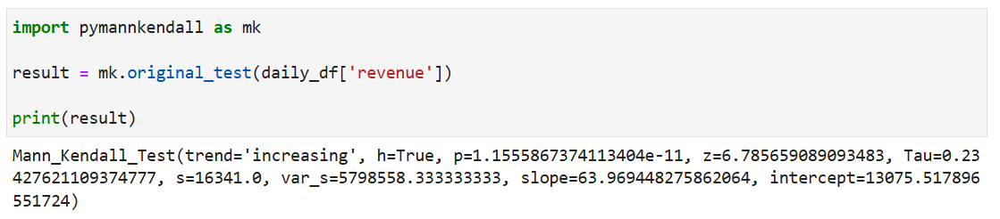 import pymannkendall as mk
result = mk.original_test(daily_df['revenue'])
print(result)
Mann_Kendall_Test(trend='increasing', h=True, p=1.1555867374113404e-11, z=6.785659089093483, Tau=0.23
427621109374777, s=16341.0, var_s=5798558.333333333, slope=63.969448275862064, intercept=13075.517896
551724)